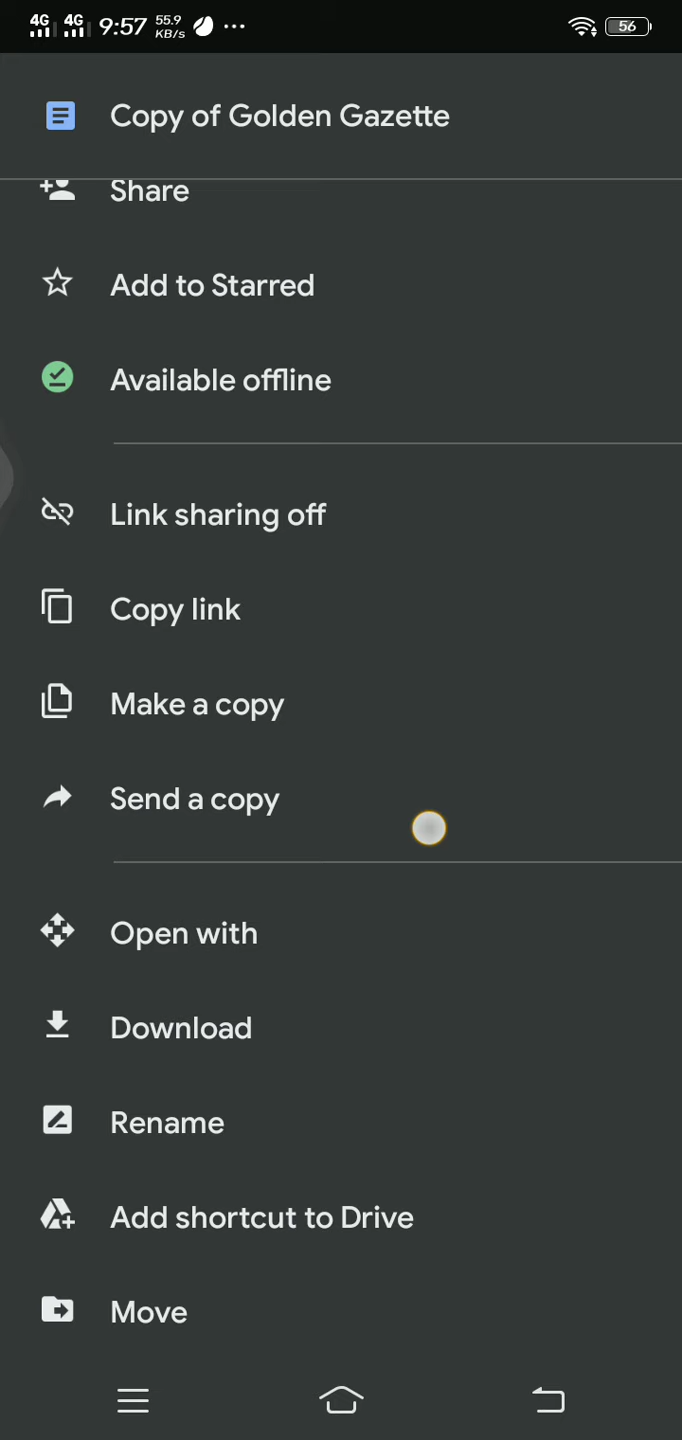 4G 4G 9:57 55.9 KB/s ... 56
Copy of Golden Gazette
Share
Add to Starred
Available offline
Link sharing off
Copy link
Make a copy
Send a copy
Open with
Download
Rename
Add shortcut to Drive
Move